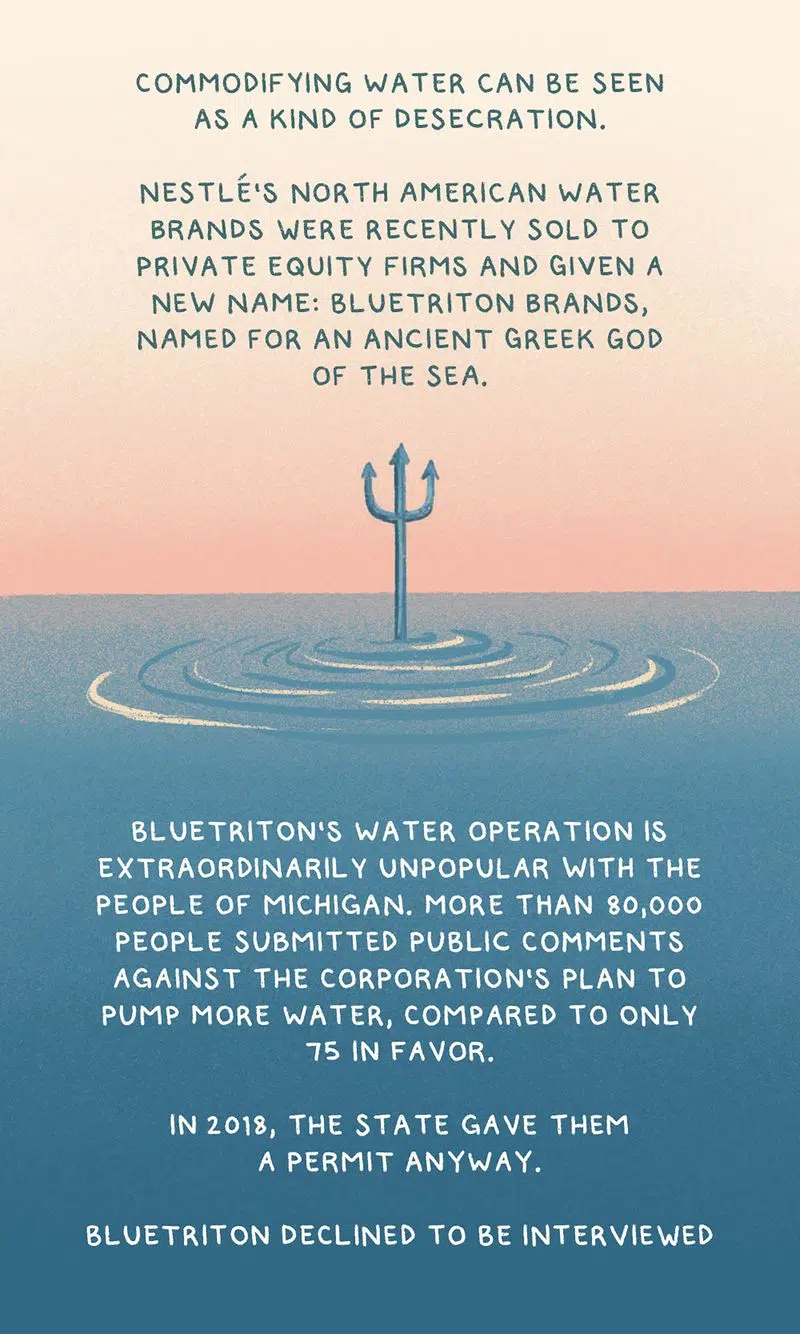 COMMODIFYING WATER CAN BE SEEN
AS A KIND OF DESECRATION.
NESTLÉ'S NORTH AMERICAN WATER
BRANDS WERE RECENTLY SOLD TO
PRIVATE EQUITY FIRMS AND GIVEN A
NEW NAME: BLUETRITON BRANDS,
NAMED FOR AN ANCIENT GREEK GOD
OF THE SEA.
BLUETRITON'S WATER OPERATION IS
EXTRAORDINARILY UNPOPULAR WITH THE
PEOPLE OF MICHIGAN. MORE THAN 80,000
PEOPLE SUBMITTED PUBLIC COMMENTS
AGAINST THE CORPORATION'S PLAN TO
PUMP MORE WATER, COMPARED TO ONLY
75 IN FAVOR.
IN 2018, THE STATE GAVE THEM
A PERMIT ANYWAY.
BLUETRITON DECLINED TO BE INTERVIEWED